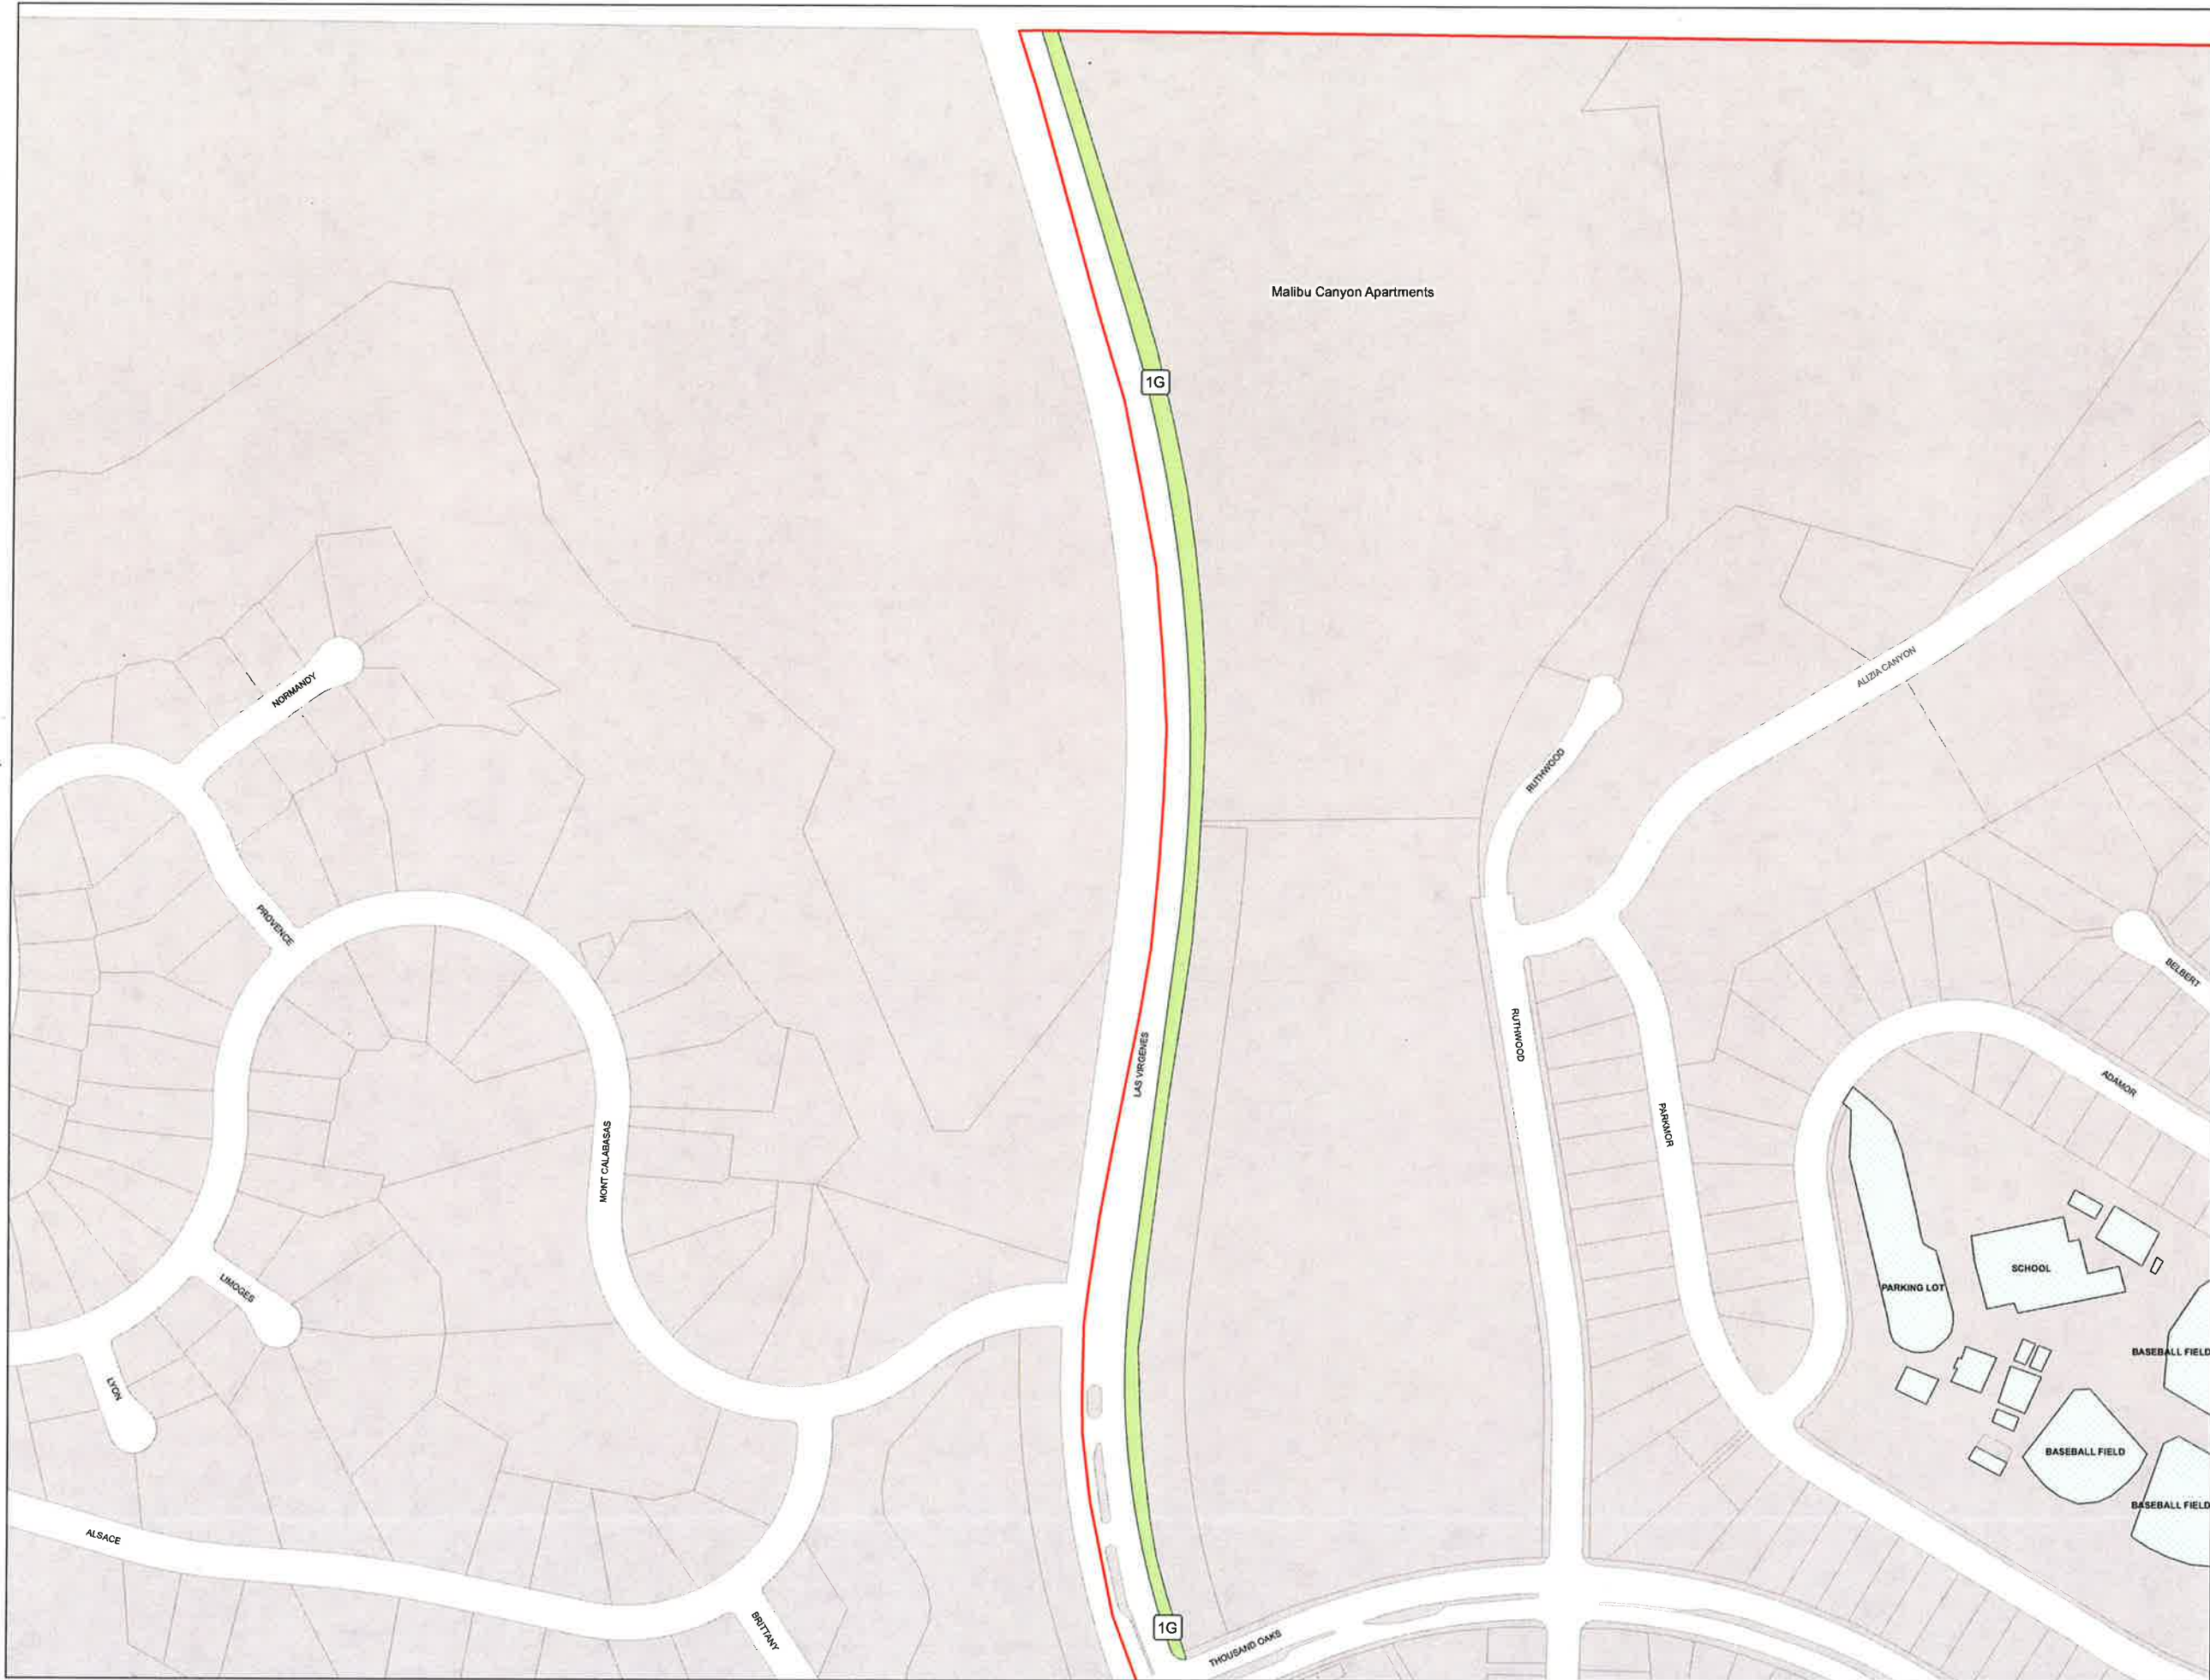 Malibu Canyon Apartments
1G
ALIZIA CANYON
NORMANDY
RUTHWOOD
PROVENCE
BELBERT
RUTHWOOD
LAS VIRGENES
ADAMOR
PARKMOR
MONT CALABASAS
SCHOOL
LIMOGES
PARKING LOT
BASEBALL FIELD
LYON
BASEBALL FIELD
BASEBALL FIELD
ALSACE
1G
BRITTANY
THOUSAND OAKS